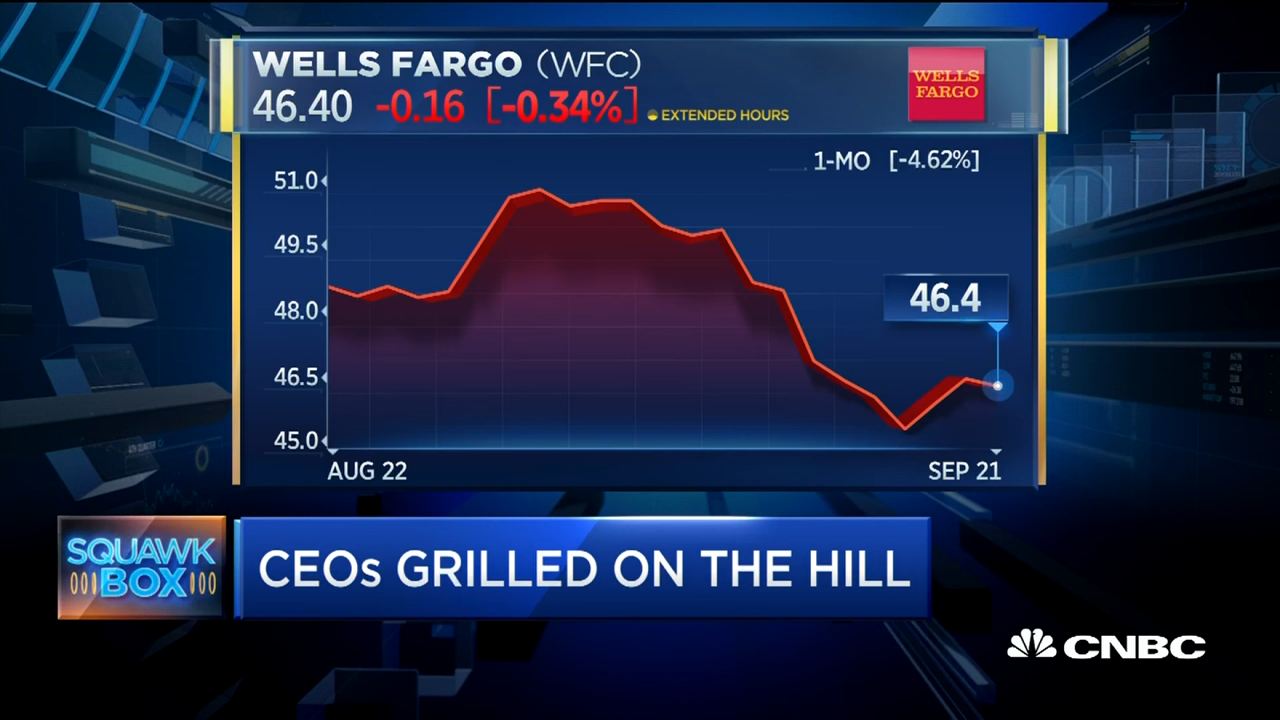 WELLS FARGO (WFC)
46.40 -0.16 [-0.34%] EXTENDED HOURS
WELLS
FARGO
1-MO [-4.62%]
51.0
49.5
48.0
46.5
45.0
46.4
AUG 22 SEP 21
4TH QUARTER
SQUAWK
BOX
CEOs GRILLED ON THE HILL
CNBC